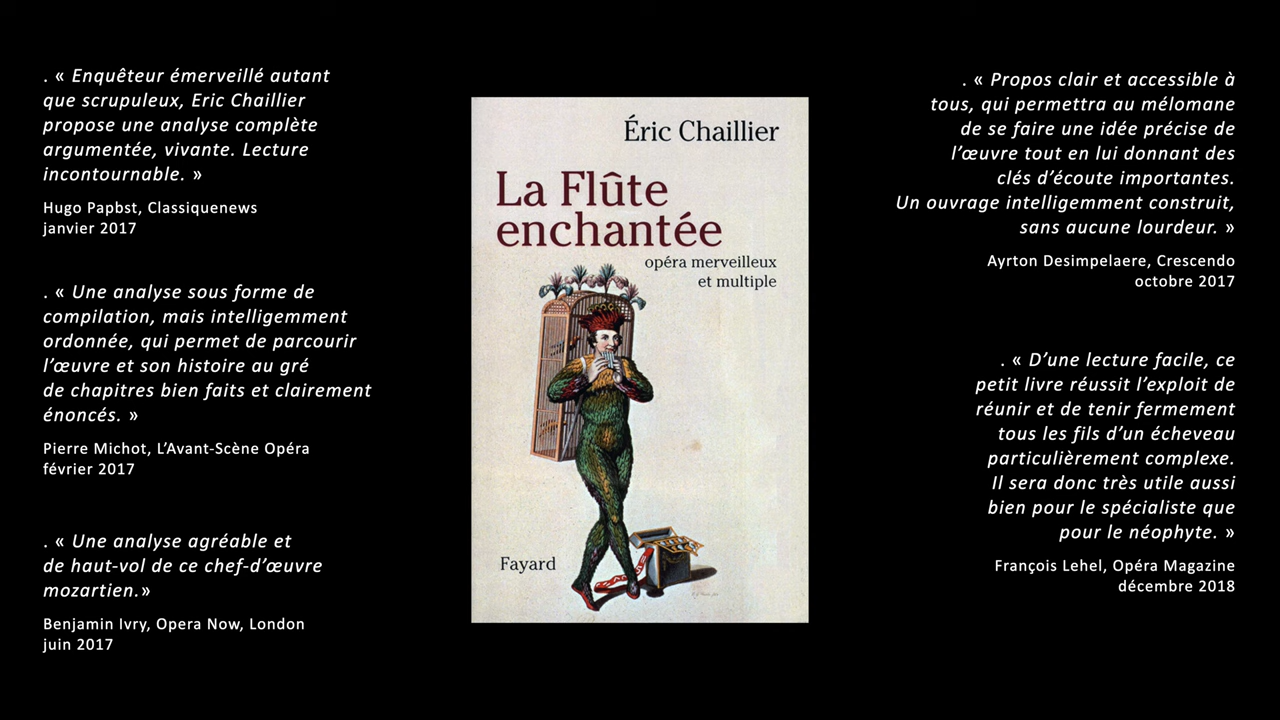 . « Enquêteur émerveillé autant
que scrupuleux, Eric Chaillier
propose une analyse complète
argumentée, vivante. Lecture
incontournable. »
Hugo Papbst, Classiquenews
janvier 2017
. « Une analyse sous forme de
compilation, mais intelligemment
ordonnée, qui permet de parcourir
l’œuvre et son histoire au gré
de chapitres bien faits et clairement
énoncés. »
Pierre Michot, L’Avant-Scène Opéra
février 2017
. « Une analyse agréable et
de haut-vol de ce chef-d’œuvre
mozartien.»
Benjamin Ivry, Opera Now, London
juin 2017
Éric Chaillier
La Flûte
enchantée
opéra merveilleux
et multiple
Fayard
. « Propos clair et accessible à
tous, qui permettra au mélomane
de se faire une idée précise de
l’œuvre tout en lui donnant des
clés d’écoute importantes.
Un ouvrage intelligemment construit,
sans aucune lourdeur. »
Ayrton Desimpelaere, Crescendo
octobre 2017
. « D’une lecture facile, ce
petit livre réussit l’exploit de
réunir et de tenir fermement
tous les fils d’un écheveau
particulièrement complexe.
Il sera donc très utile aussi
bien pour le spécialiste que
pour le néophyte. »
François Lehel, Opéra Magazine
décembre 2018